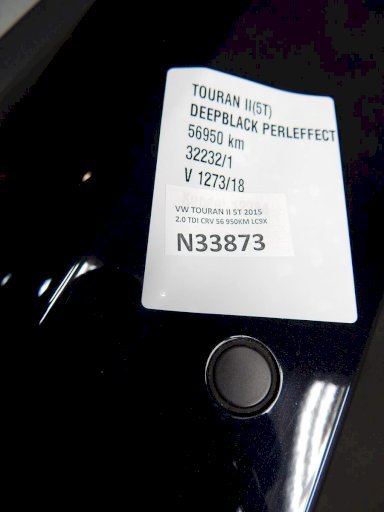 TOURAN II(5T)
DEEPBLACK PERLEFFECT
56950 km
32232/1
V 1273/18
VW TOURAN II 5T 2015
2.0 TDI CRV 56 950KM LC9X
N33873